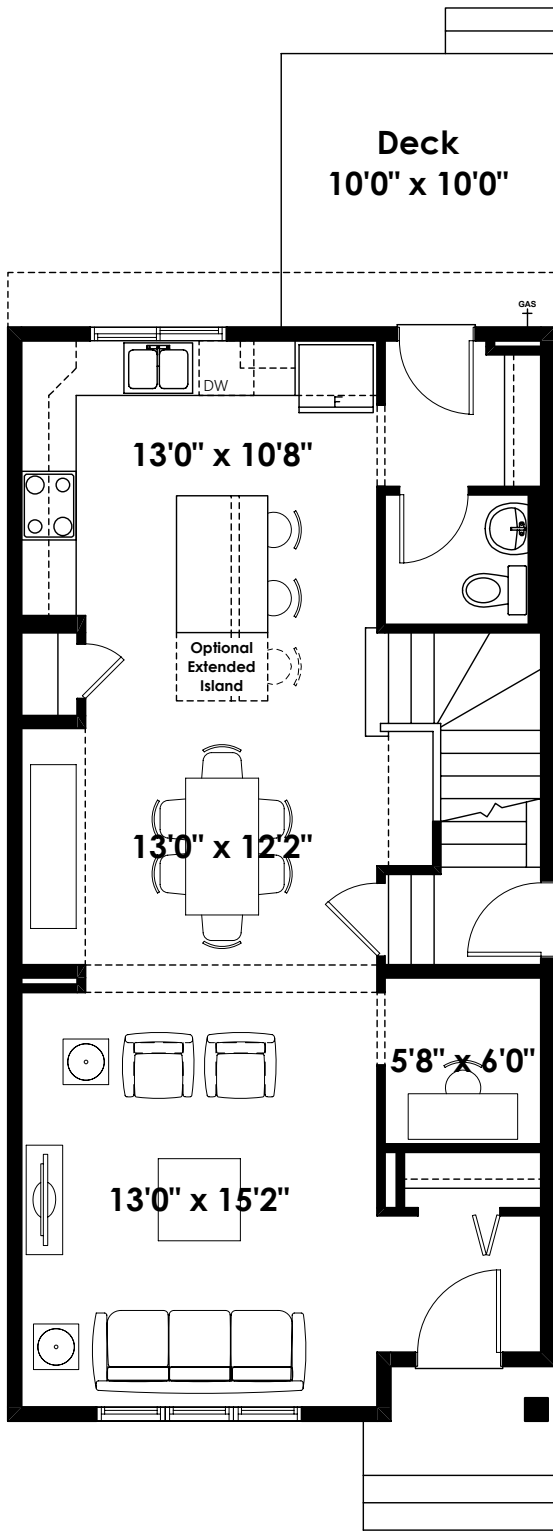 Deck
10'0" x 10'0"
GAS
DW
F
13'0" x 10'8"
Optional
Extended
Island
13'0" x 12'2"
5'8" x 6'0"
13'0" x 15'2"